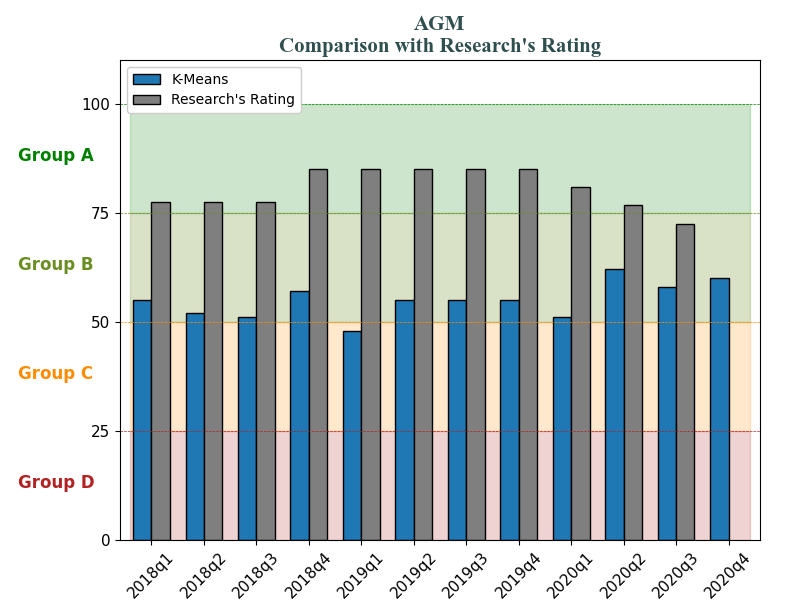 AGM
Comparison with Research's Rating
K-Means
Research's Rating
100
Group A
75
Group B
50
Group C
25
Group D
0
2018q1
2018q2
2018q3
2018q4
2019q1
2019q2
2019q3
2019q4
2020q1
2020q2
2020q3
2020q4